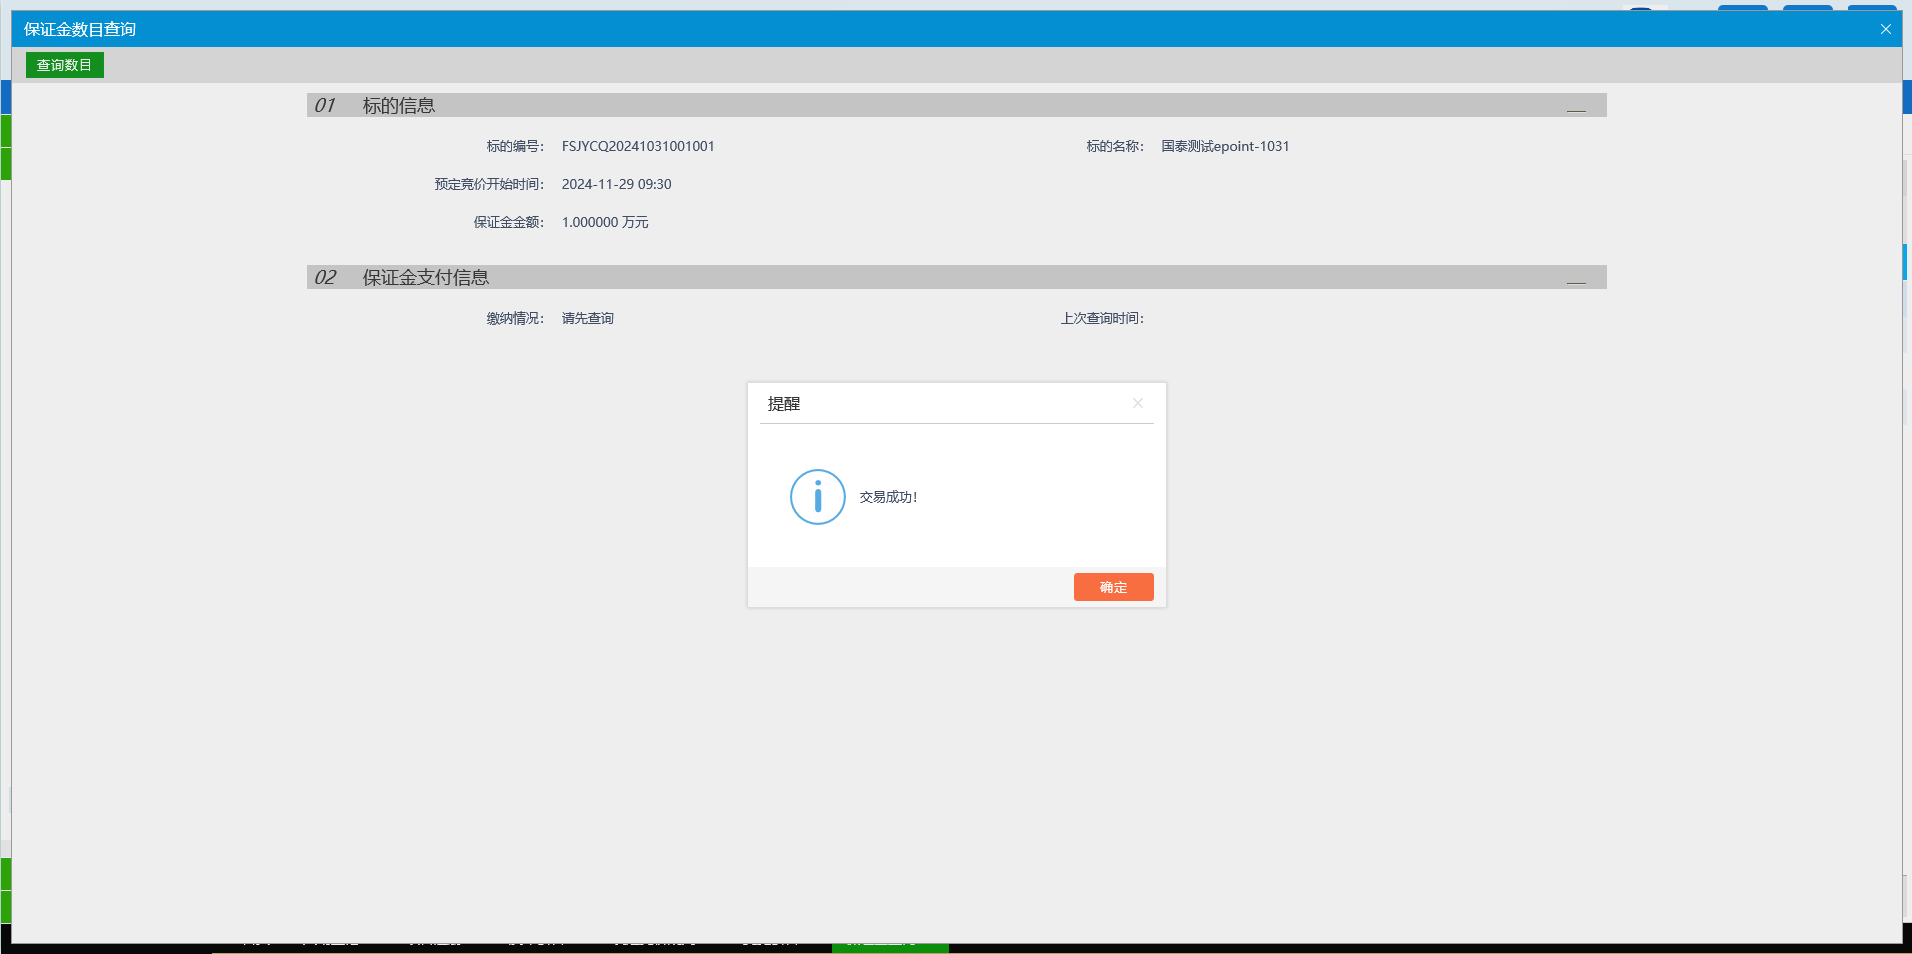 保证金数目查询
查询数目
01 标的信息
标的编号： FSJYCQ20241031001001 标的名称： 国泰测试epoint-1031
预定竞价开始时间： 2024-11-29 09:30
保证金金额： 1.000000 万元
02 保证金支付信息
缴纳情况： 请先查询 上次查询时间：
提醒
交易成功！
确定